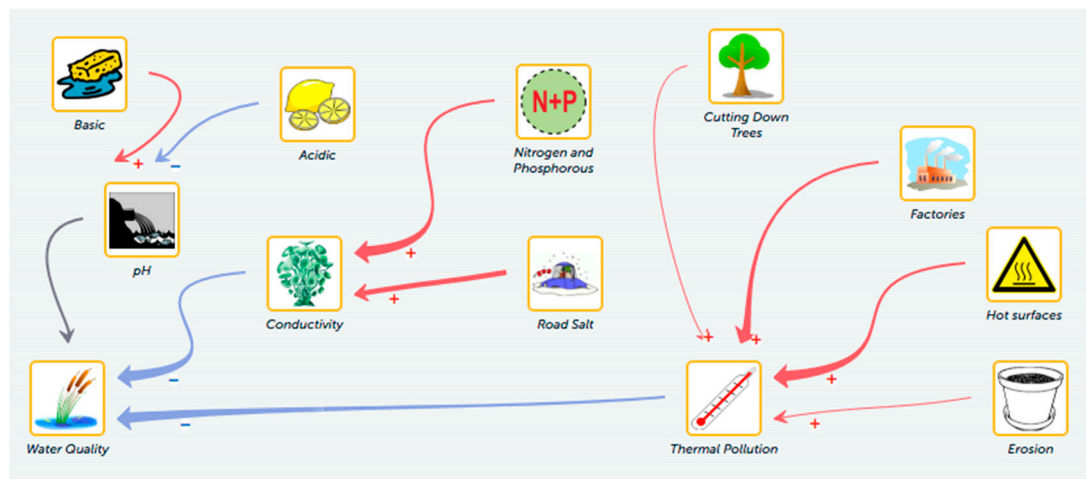 Basic
Acidic
N+P
Nitrogen and
Phosphorous
Cutting Down
Trees
Factories
+
−
pH
Conductivity
+
+
Road Salt
Hot surfaces
+
+
−
+
+
−
Water Quality
Thermal Pollution
Erosion